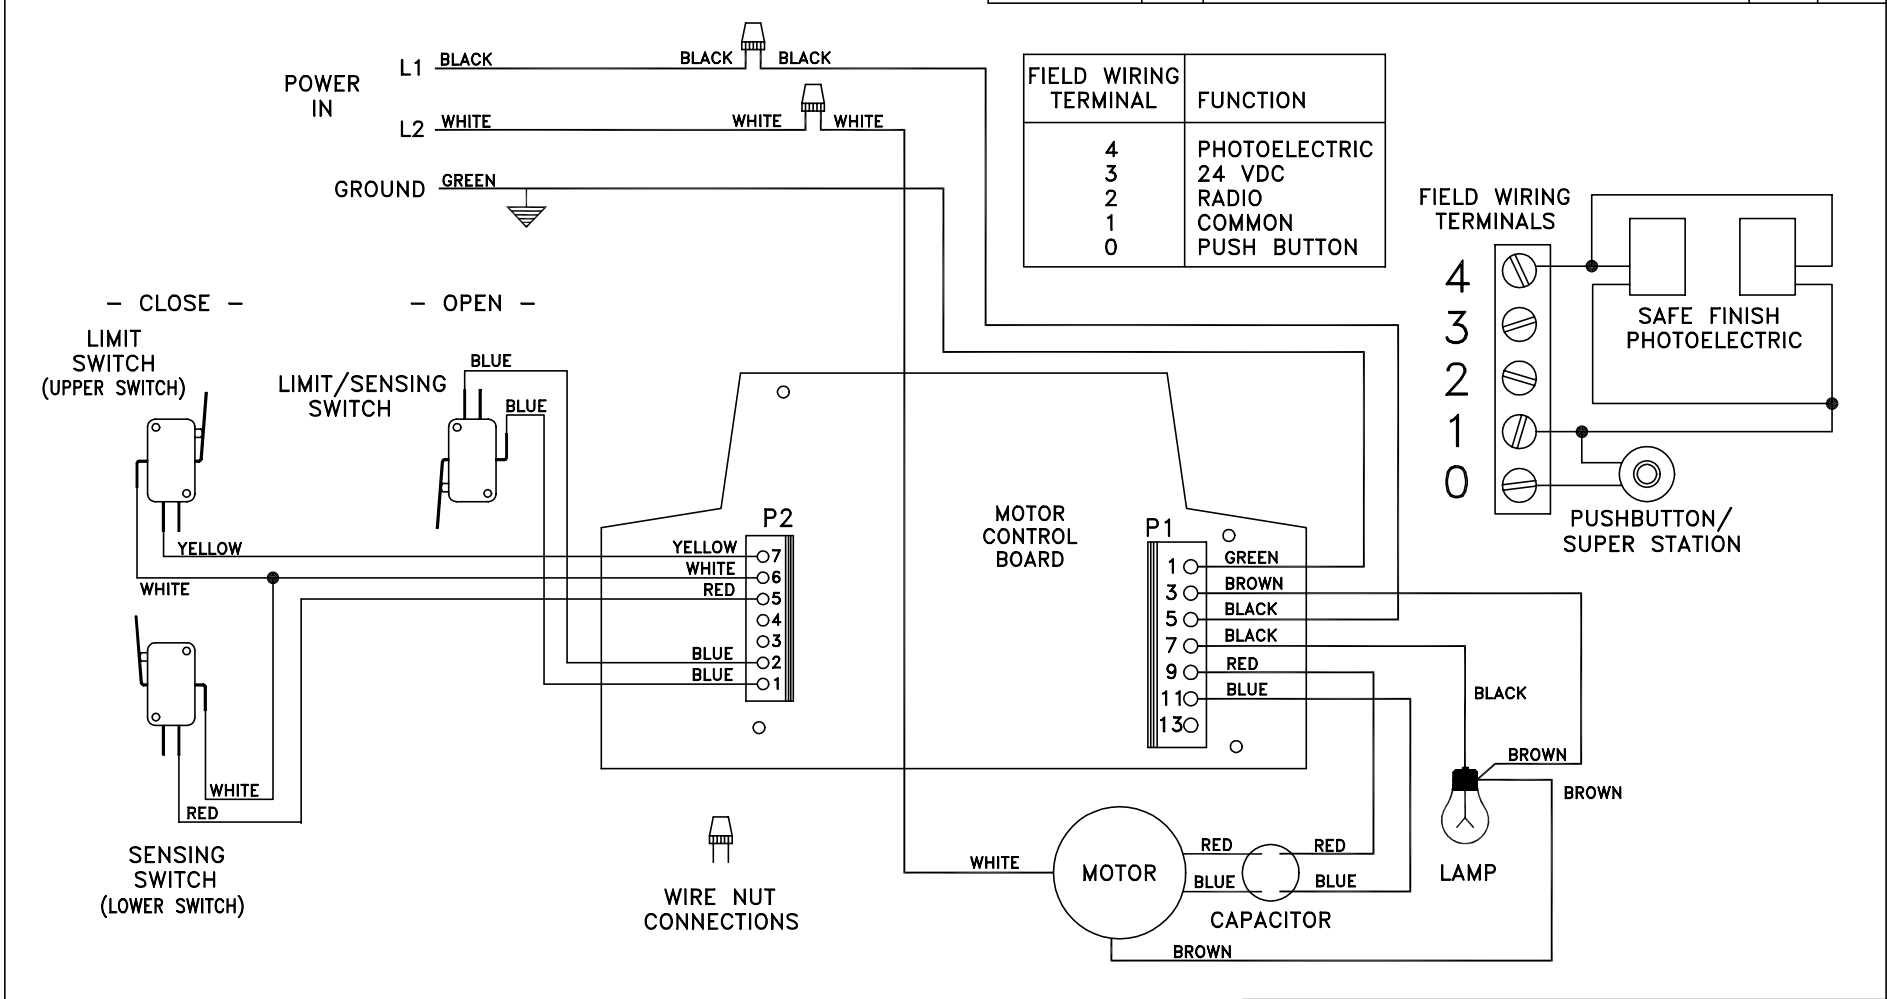 POWER
IN
L1 BLACK BLACK BLACK
L2 WHITE WHITE WHITE
GROUND GREEN
FIELD WIRING
TERMINAL FUNCTION
4 PHOTOELECTRIC
3 24 VDC
2 RADIO
1 COMMON
0 PUSH BUTTON
FIELD WIRING
TERMINALS
4
3
2
1
0
SAFE FINISH
PHOTOELECTRIC
PUSHBUTTON/
SUPER STATION
- CLOSE -
- OPEN -
LIMIT
SWITCH
(UPPER SWITCH)
LIMIT/SENSING
SWITCH
BLUE
BLUE
YELLOW
WHITE
WHITE
RED
SENSING
SWITCH
(LOWER SWITCH)
P2
YELLOW 7
WHITE 6
RED 5
4
3
BLUE 2
BLUE 1
MOTOR
CONTROL
BOARD
P1
1 GREEN
3 BROWN
5 BLACK
7 BLACK
9 RED
11 BLUE
13
BLACK
BROWN
BROWN
LAMP
WIRE NUT
CONNECTIONS
WHITE
MOTOR
RED RED
BLUE BLUE
CAPACITOR
BROWN